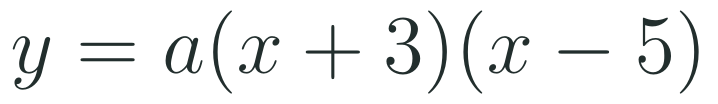 y = a(x + 3)(x − 5)